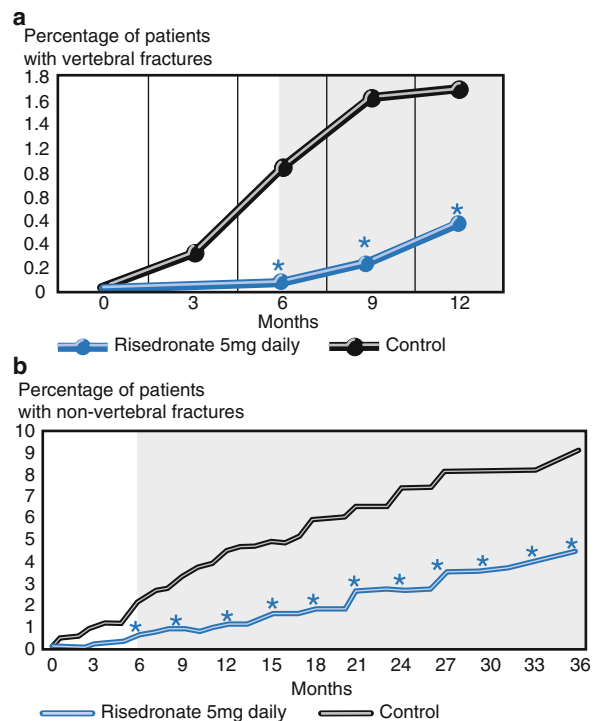 a
Percentage of patients
with vertebral fractures
1.8
1.6
1.4
1.2
0.8
0.8
0.4
0.4
0.2
0
0 3 6 9 12
* * *
Months
Risedronate 5mg daily Control
b
Percentage of patients
with non-vertebral fractures
10
9
8
7
6
5
4
3
2
1
0
* * * * * * * * * * *
0 3 6 9 12 15 18 21 24 27 30 33 36
Months
Risedronate 5mg daily Control